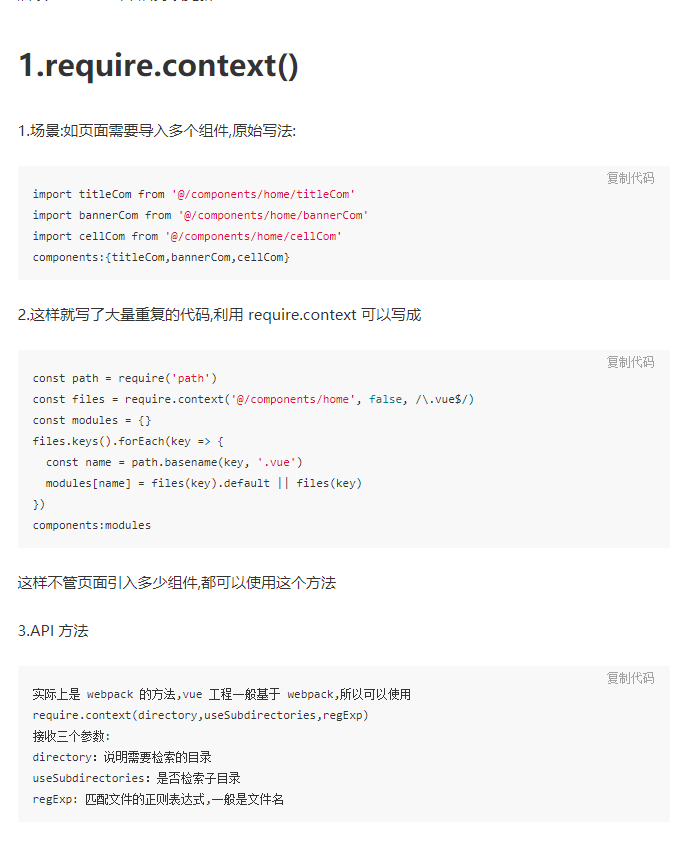 1.require.context()
1.场景:如页面需要导入多个组件,原始写法:
复制代码
import titleCom from '@/components/home/titleCom'
import bannerCom from '@/components/home/bannerCom'
import cellCom from '@/components/home/cellCom'
components:{titleCom,bannerCom,cellCom}
2.这样就写了大量重复的代码,利用 require.context 可以写成
复制代码
const path = require('path')
const files = require.context('@/components/home', false, /\.vue$/)
const modules = {}
files.keys().forEach(key => {
  const name = path.basename(key, '.vue')
  modules[name] = files(key).default || files(key)
})
components:modules
这样不管页面引入多少组件,都可以使用这个方法
3.API 方法
复制代码
实际上是 webpack 的方法,vue 工程一般基于 webpack,所以可以使用
require.context(directory,useSubdirectories,regExp)
接收三个参数:
directory: 说明需要检索的目录
useSubdirectories: 是否检索子目录
regExp: 匹配文件的正则表达式,一般是文件名